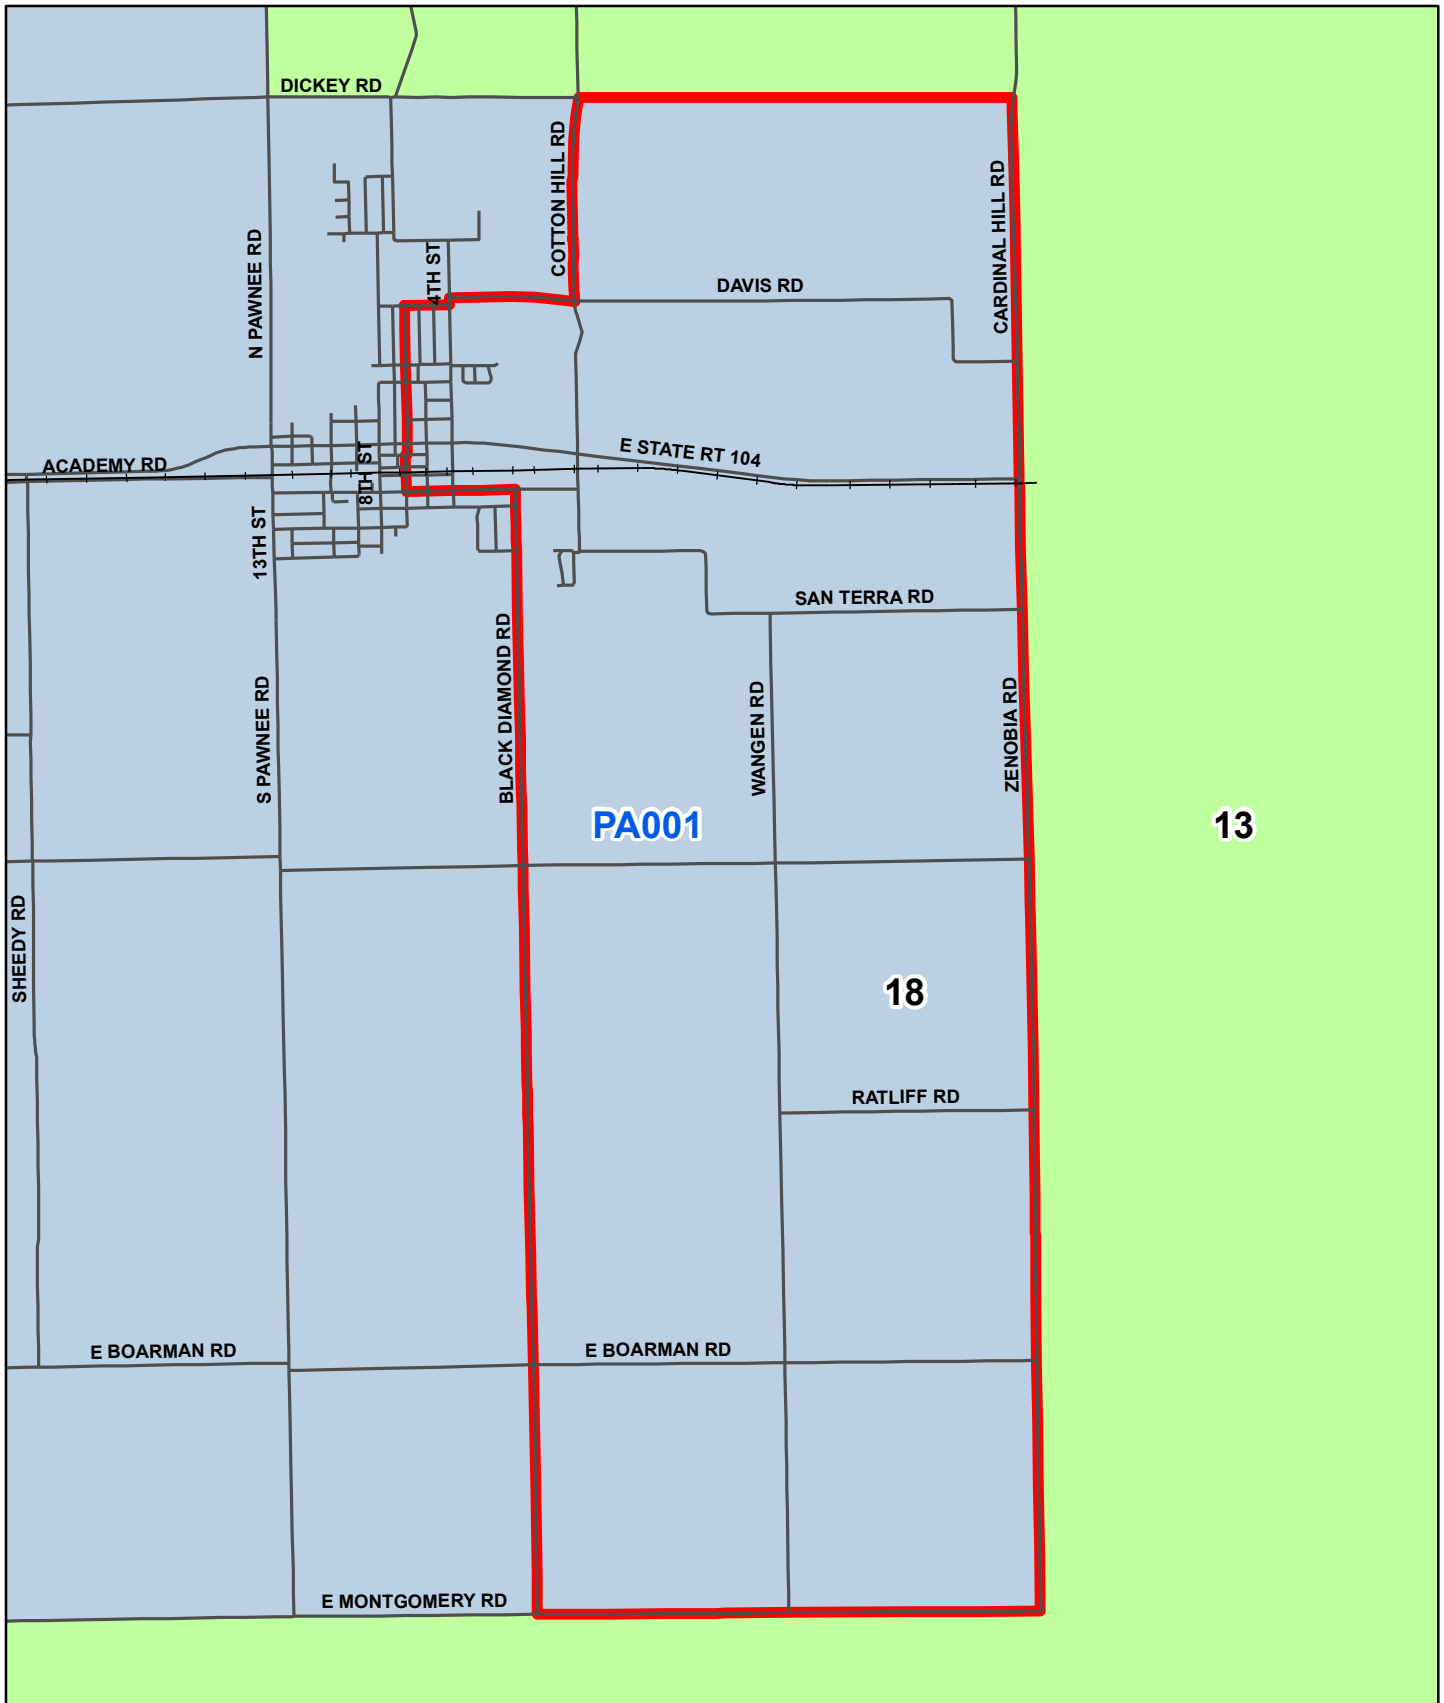 DICKEY RD
COTTON HILL RD
CARDINAL HILL RD
N PAWNEE RD
4TH ST
DAVIS RD
E STATE RT 104
ACADEMY RD
8TH ST
13TH ST
SAN TERRA RD
BLACK DIAMOND RD
S PAWNEE RD
WANGEN RD
ZENOBIA RD
PA001
13
SHEEDY RD
18
RATLIFF RD
E BOARMAN RD
E BOARMAN RD
E MONTGOMERY RD